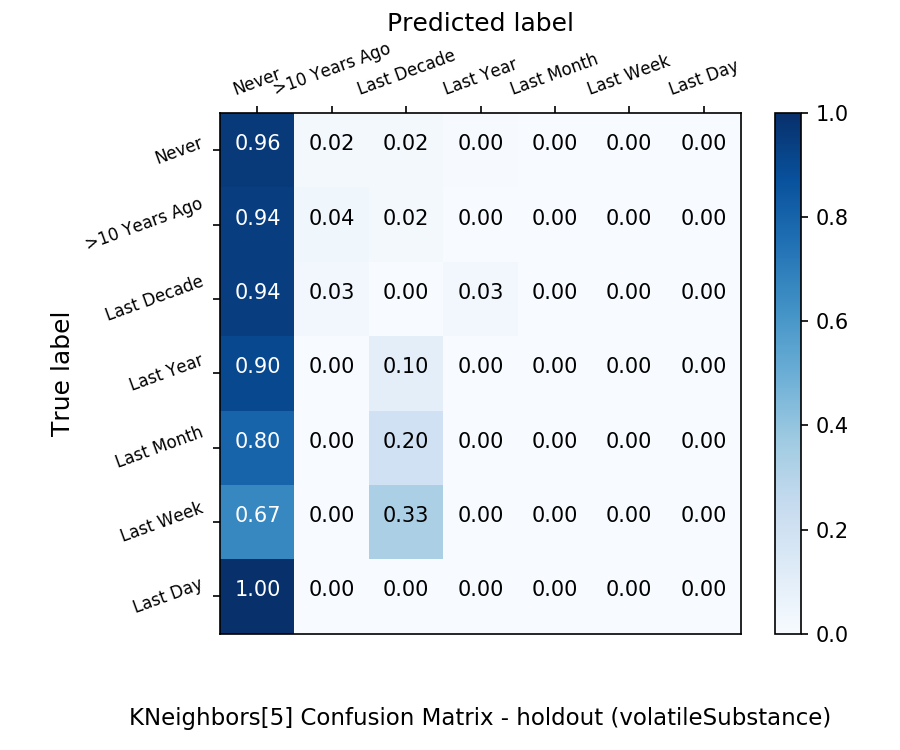 Predicted label
Never >10 Years Ago Last Decade Last Year Last Month Last Week Last Day
True label
Never 0.96 0.02 0.02 0.00 0.00 0.00 0.00
>10 Years Ago 0.94 0.04 0.02 0.00 0.00 0.00 0.00
Last Decade 0.94 0.03 0.00 0.03 0.00 0.00 0.00
Last Year 0.90 0.00 0.10 0.00 0.00 0.00 0.00
Last Month 0.80 0.00 0.20 0.00 0.00 0.00 0.00
Last Week 0.67 0.00 0.33 0.00 0.00 0.00 0.00
Last Day 1.00 0.00 0.00 0.00 0.00 0.00 0.00
1.0
0.8
0.6
0.4
0.2
0.0
KNeighbors[5] Confusion Matrix - holdout (volatileSubstance)